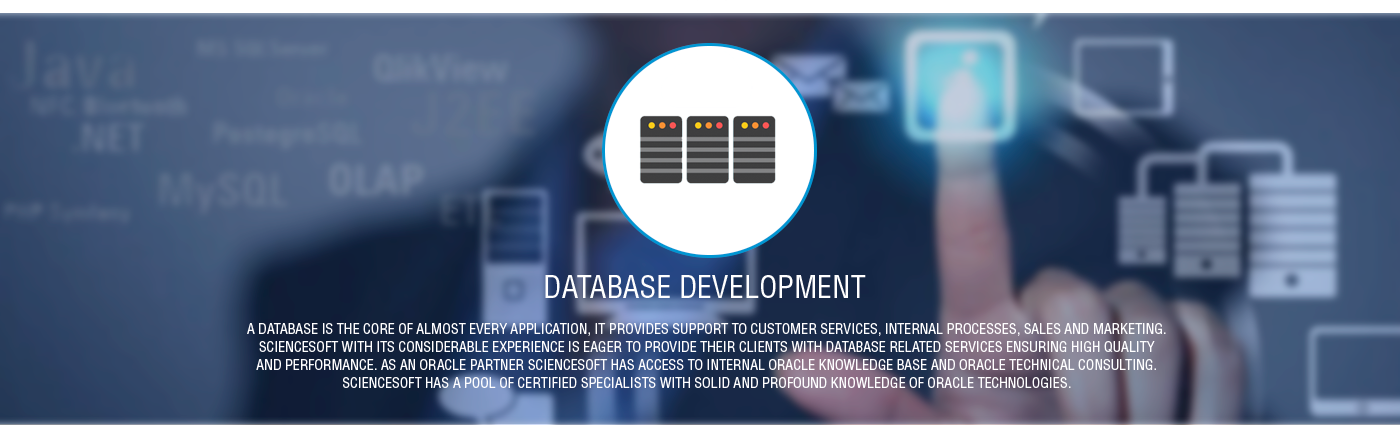 Java
MS SQL Server
QlikView
NFC Bluetooth
Oracle
J2EE
.NET
PostegreSQL
MySQL
OLAP
ETL
DATABASE DEVELOPMENT
A DATABASE IS THE CORE OF ALMOST EVERY APPLICATION, IT PROVIDES SUPPORT TO CUSTOMER SERVICES, INTERNAL PROCESSES, SALES AND MARKETING.
SCIENCESOFT WITH ITS CONSIDERABLE EXPERIENCE IS EAGER TO PROVIDE THEIR CLIENTS WITH DATABASE RELATED SERVICES ENSURING HIGH QUALITY
AND PERFORMANCE. AS AN ORACLE PARTNER SCIENCESOFT HAS ACCESS TO INTERNAL ORACLE KNOWLEDGE BASE AND ORACLE TECHNICAL CONSULTING.
SCIENCESOFT HAS A POOL OF CERTIFIED SPECIALISTS WITH SOLID AND PROFOUND KNOWLEDGE OF ORACLE TECHNOLOGIES.